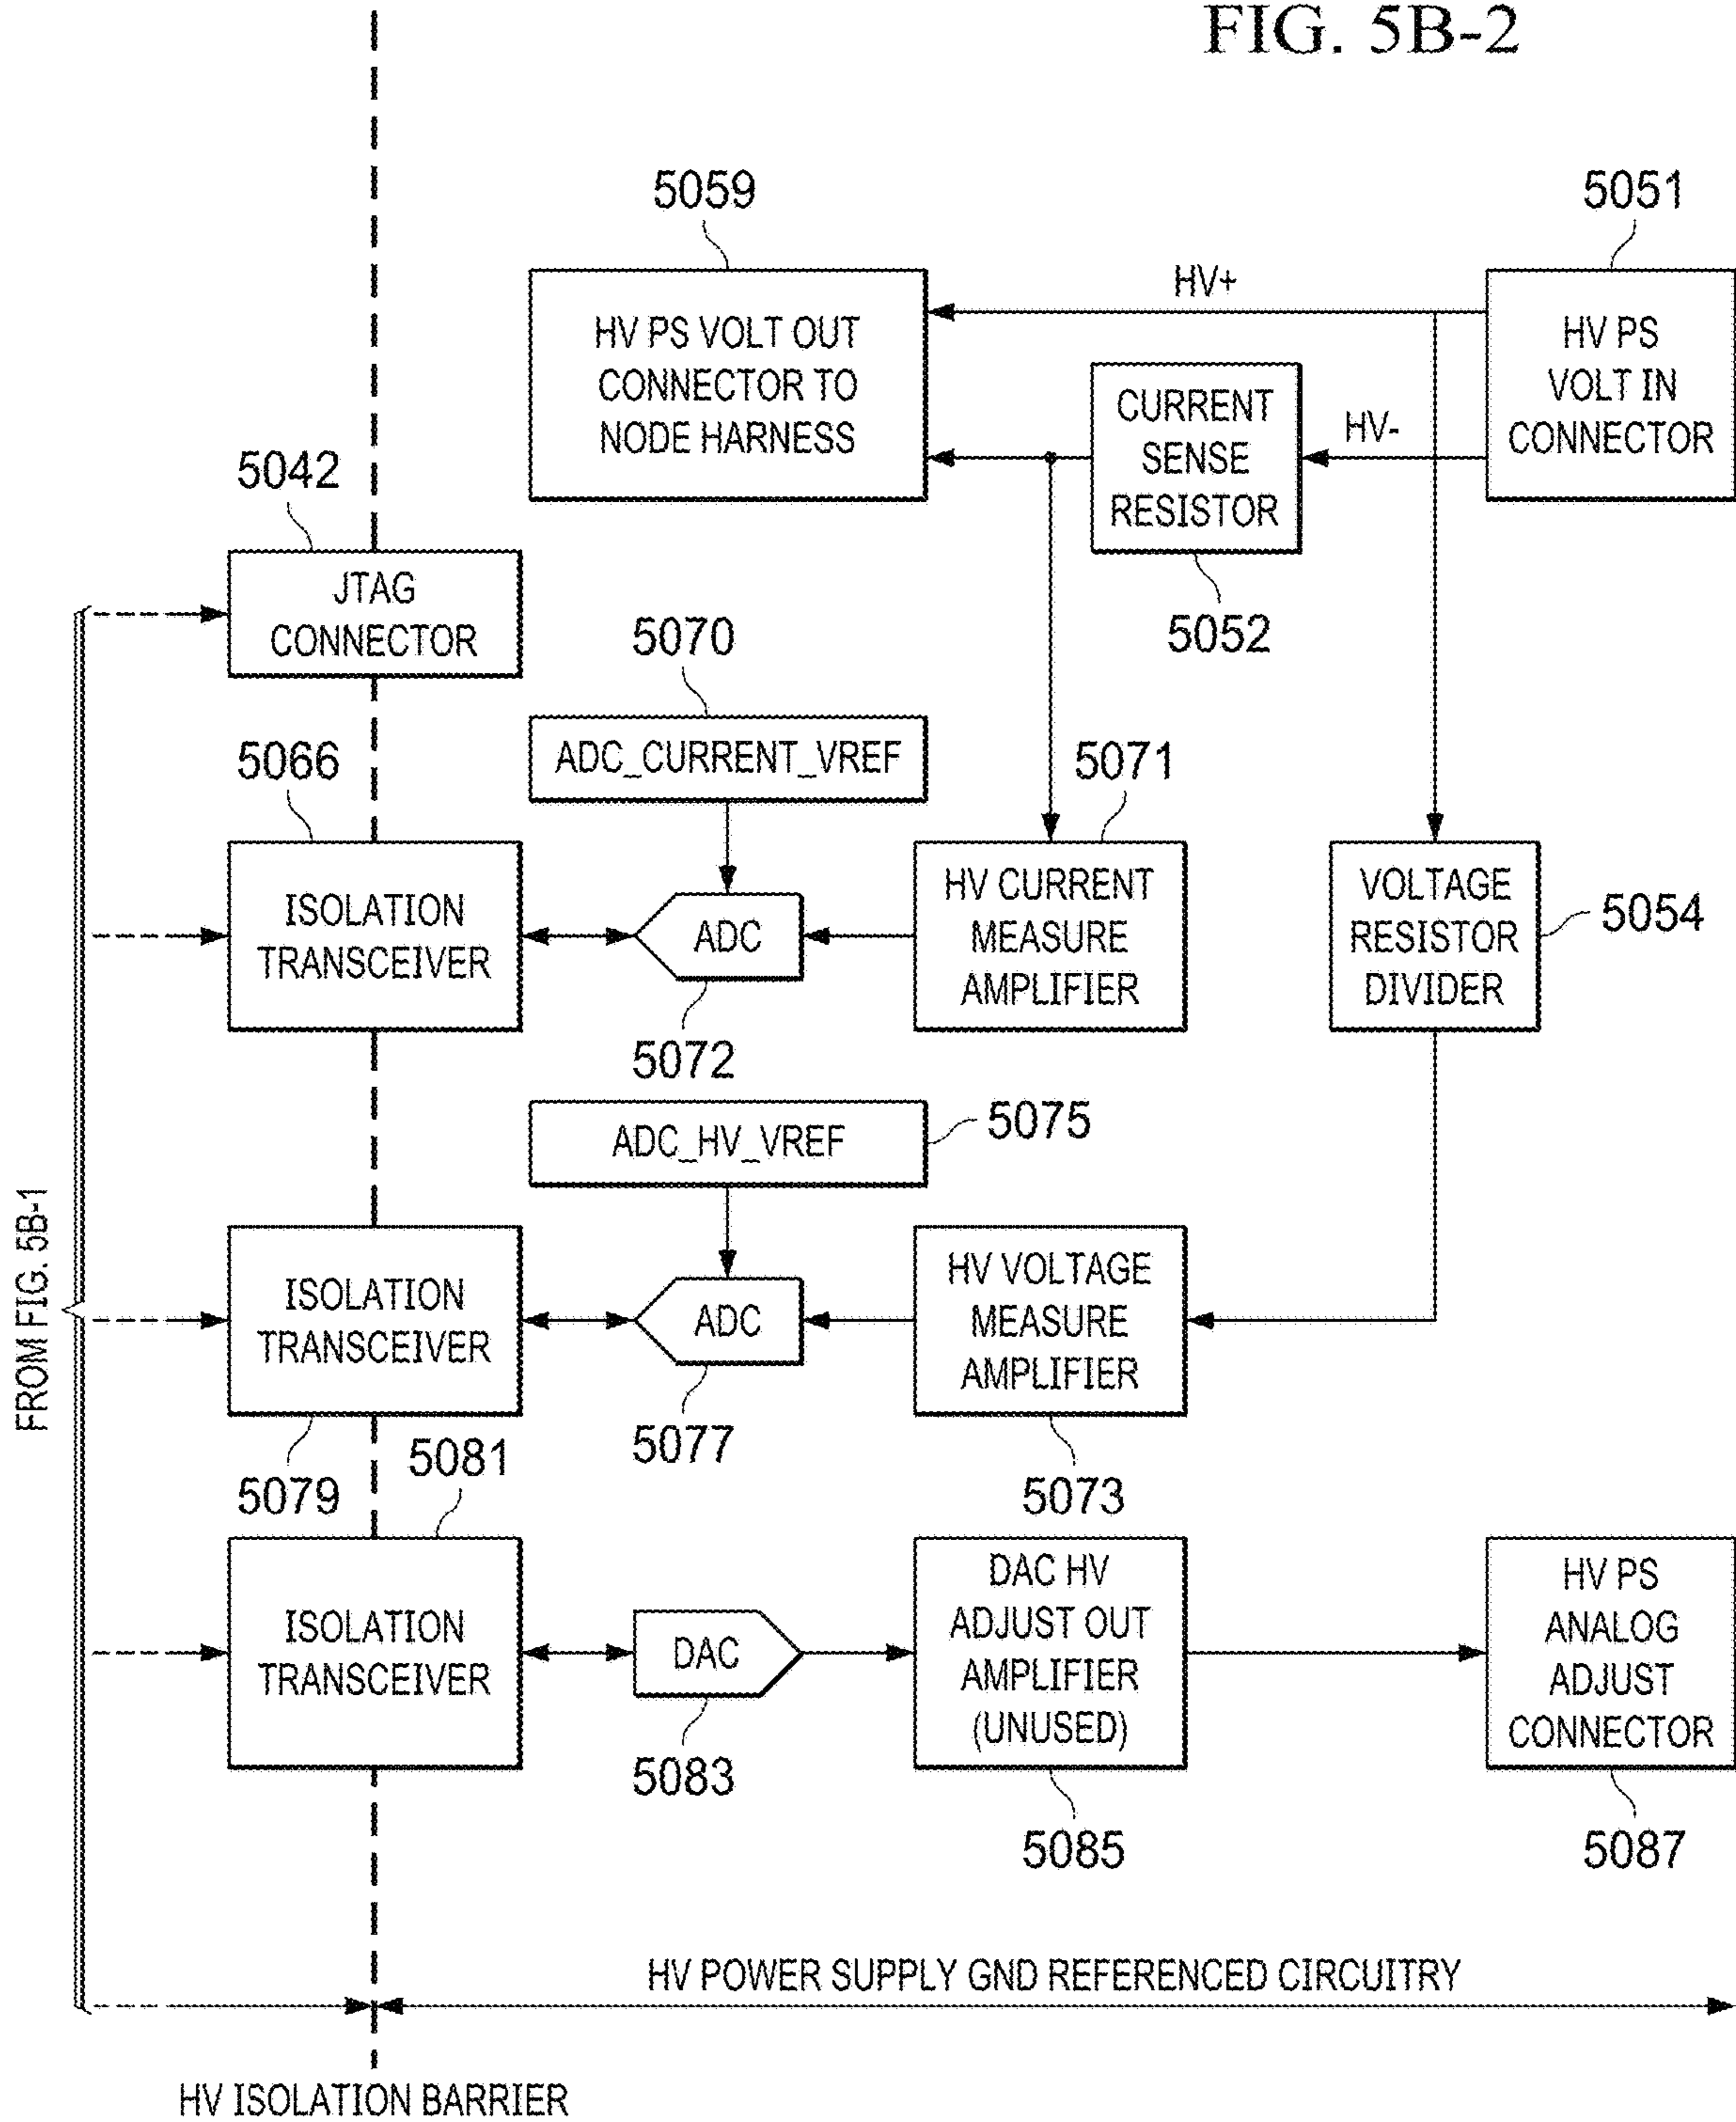 FIG. 5B-2
5059
5051
HV PS VOLT OUT
CONNECTOR TO
NODE HARNESS
HV+
HV PS
VOLT IN
CONNECTOR
CURRENT
SENSE
RESISTOR
HV-
5042
JTAG
CONNECTOR
5052
5070
ADC_CURRENT_VREF
5066
5071
ISOLATION
TRANSCEIVER
ADC
HV CURRENT
MEASURE
AMPLIFIER
VOLTAGE
RESISTOR
DIVIDER
5054
5072
ADC_HV_VREF
5075
FROM FIG. 5B-1
ISOLATION
TRANSCEIVER
ADC
HV VOLTAGE
MEASURE
AMPLIFIER
5079
5081
5077
5073
ISOLATION
TRANSCEIVER
DAC
DAC HV
ADJUST OUT
AMPLIFIER
(UNUSED)
HV PS
ANALOG
ADJUST
CONNECTOR
5083
5085
5087
HV POWER SUPPLY GND REFERENCED CIRCUITRY
HV ISOLATION BARRIER